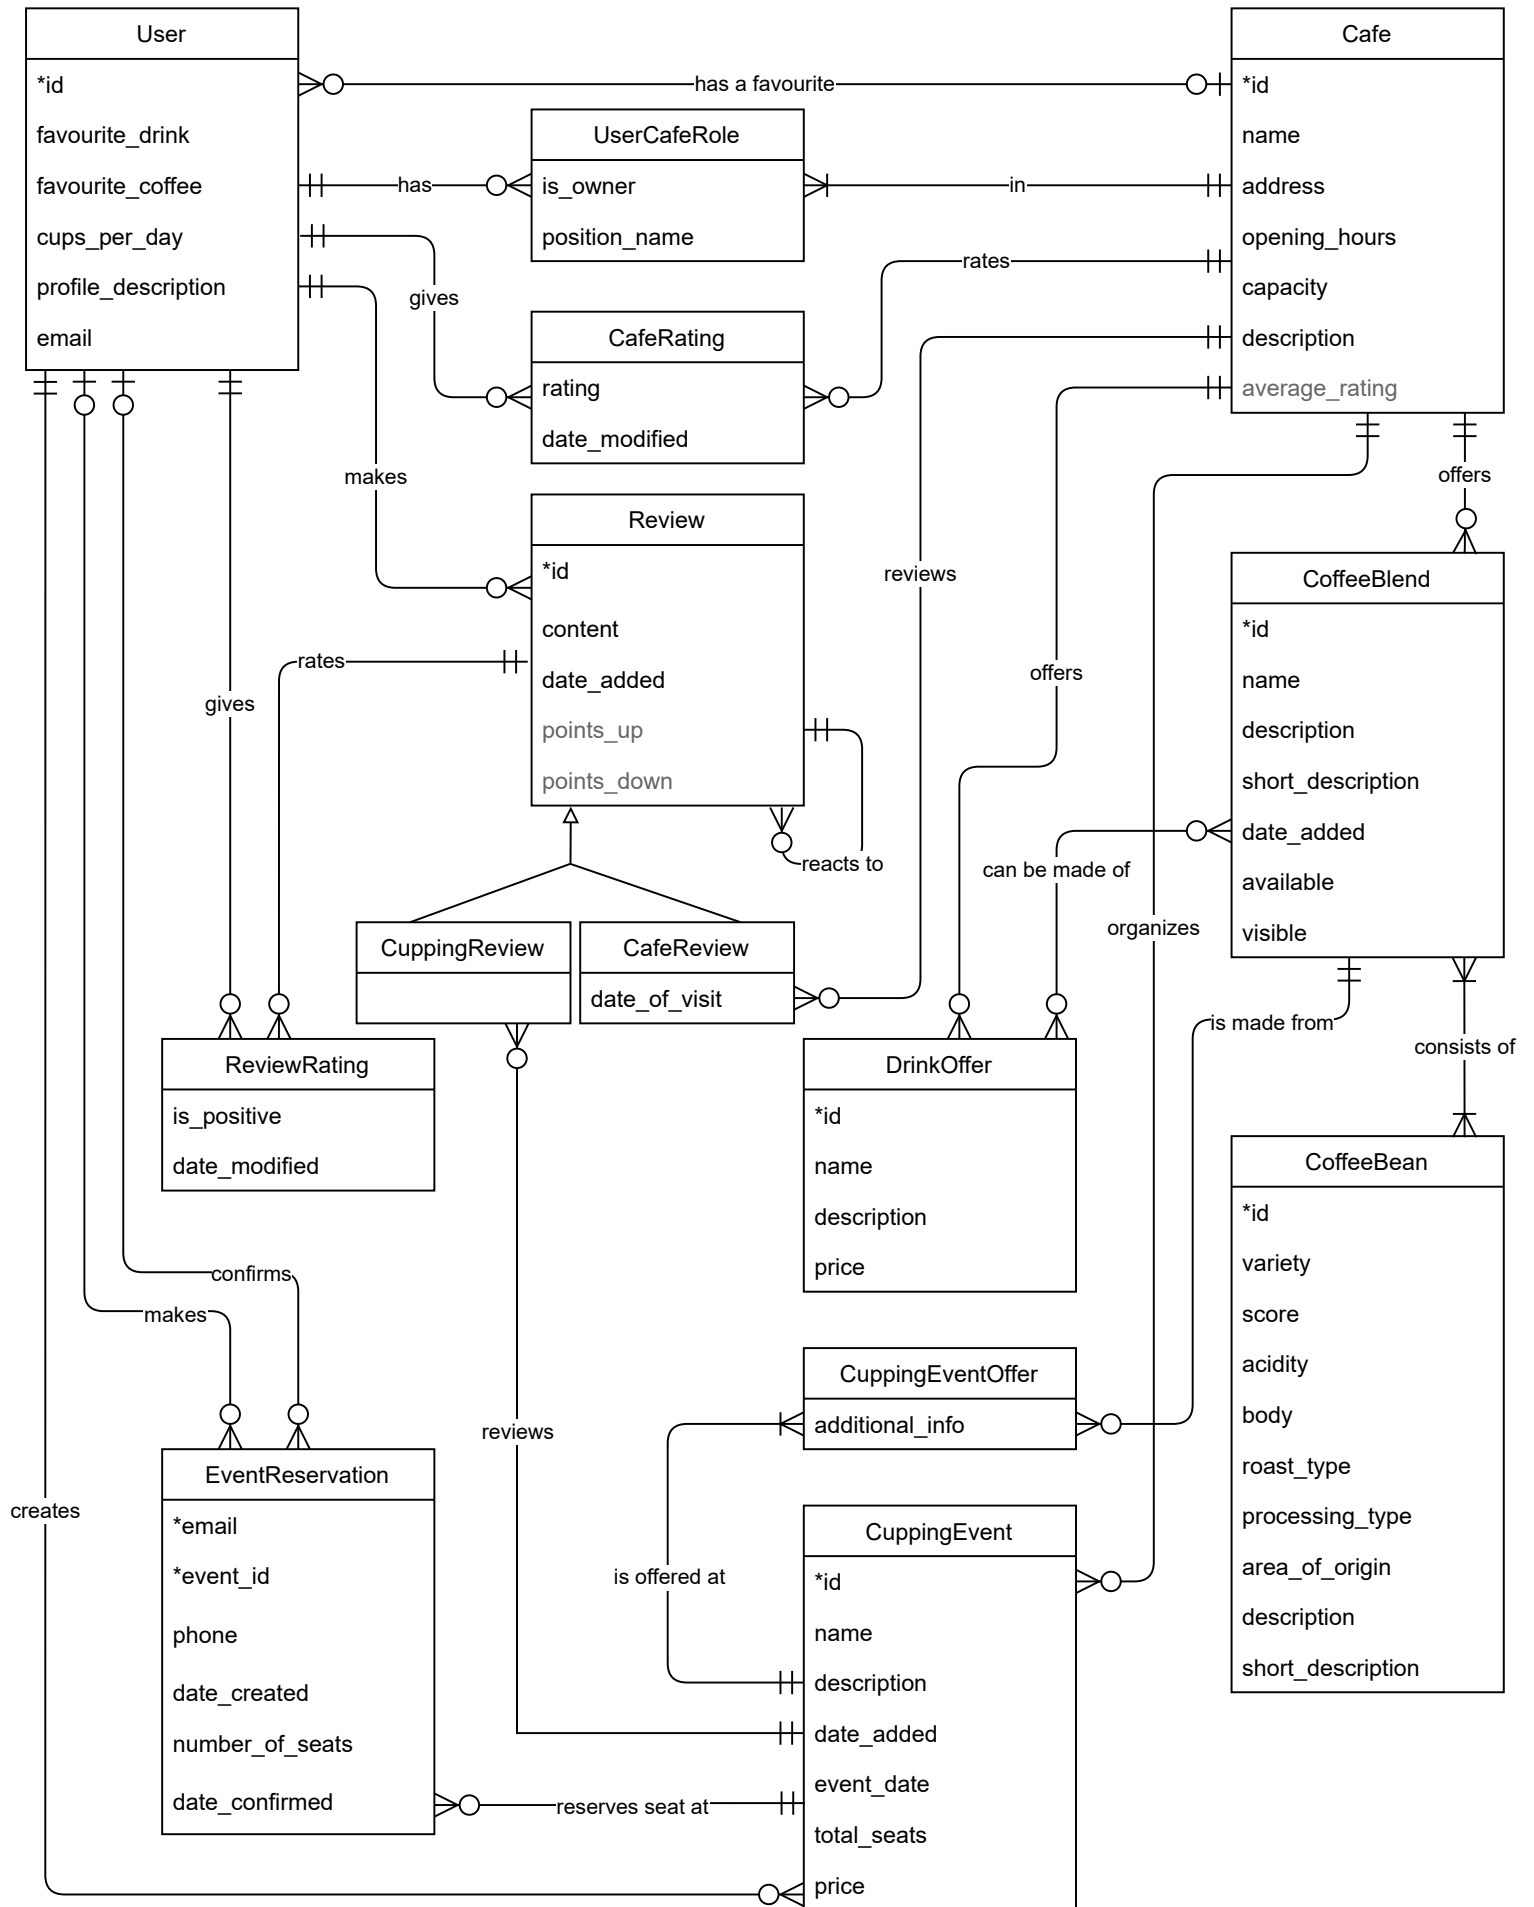 User
*id
favourite_drink
favourite_coffee
cups_per_day
profile_description
email
has a favourite
Cafe
*id
name
address
opening_hours
capacity
description
average_rating
has
UserCafeRole
is_owner
position_name
in
gives
CafeRating
rating
date_modified
rates
makes
Review
*id
content
date_added
points_up
points_down
reacts to
reviews
offers
offers
CoffeeBlend
*id
name
description
short_description
date_added
available
visible
gives
rates
CuppingReview
CafeReview
date_of_visit
can be made of
organizes
is made from
consists of
ReviewRating
is_positive
date_modified
DrinkOffer
*id
name
description
price
CoffeeBean
*id
variety
score
acidity
body
roast_type
processing_type
area_of_origin
description
short_description
confirms
makes
creates
reviews
CuppingEventOffer
additional_info
is offered at
EventReservation
*email
*event_id
phone
date_created
number_of_seats
date_confirmed
reserves seat at
CuppingEvent
*id
name
description
date_added
event_date
total_seats
price